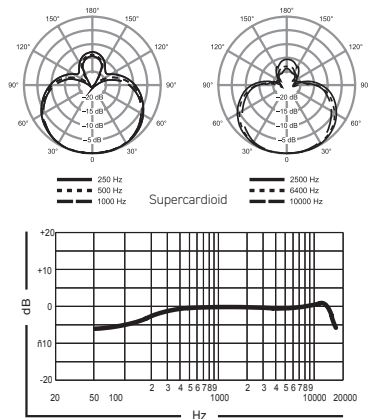 180° 180°
150° 150° 150° 150°
120° 120° 120° 120°
90° 90° 90° 90°
60° 60° 60° 60°
30° 30° 30° 30°
0 0
–20 dB –20 dB
–15 dB –15 dB
–10 dB –10 dB
–5 dB –5 dB
250 Hz 2500 Hz
500 Hz Supercardioid 6400 Hz
1000 Hz 10000 Hz
+20
+10
dB 0
ñ10
-20
2 3 4 5 6 7 8 9 2 3 4 5 6 7 8 9
20 50 100 1000 10000 20000
Hz